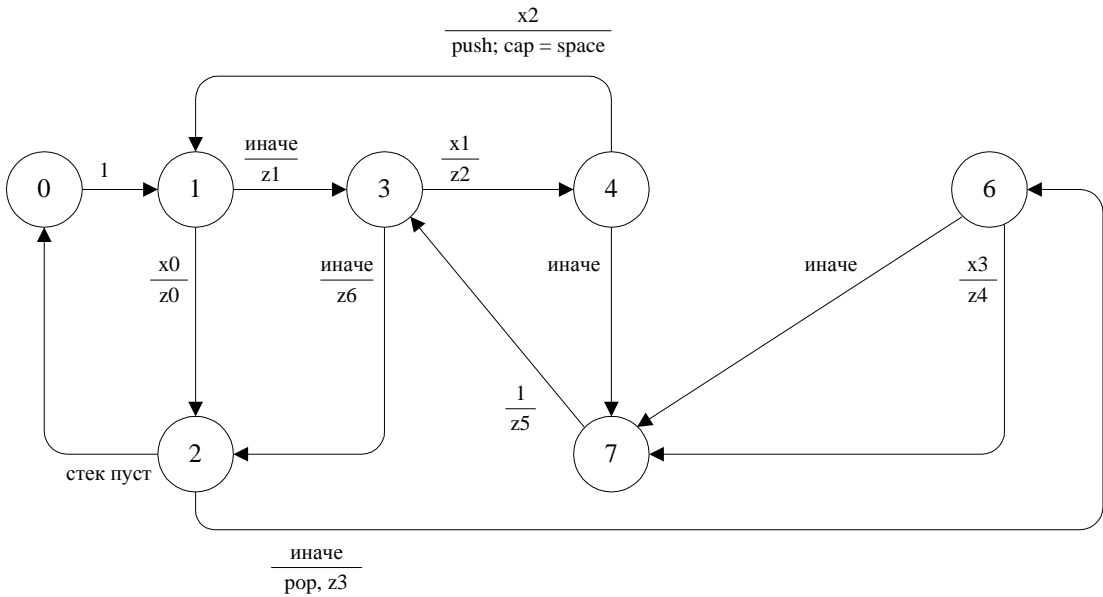 x2
push; cap = space
0
1
1
иначе
z1
3
x1
z2
4
6
x0
z0
иначе
z6
иначе
иначе
x3
z4
1
z5
2
7
стек пуст
иначе
pop, z3